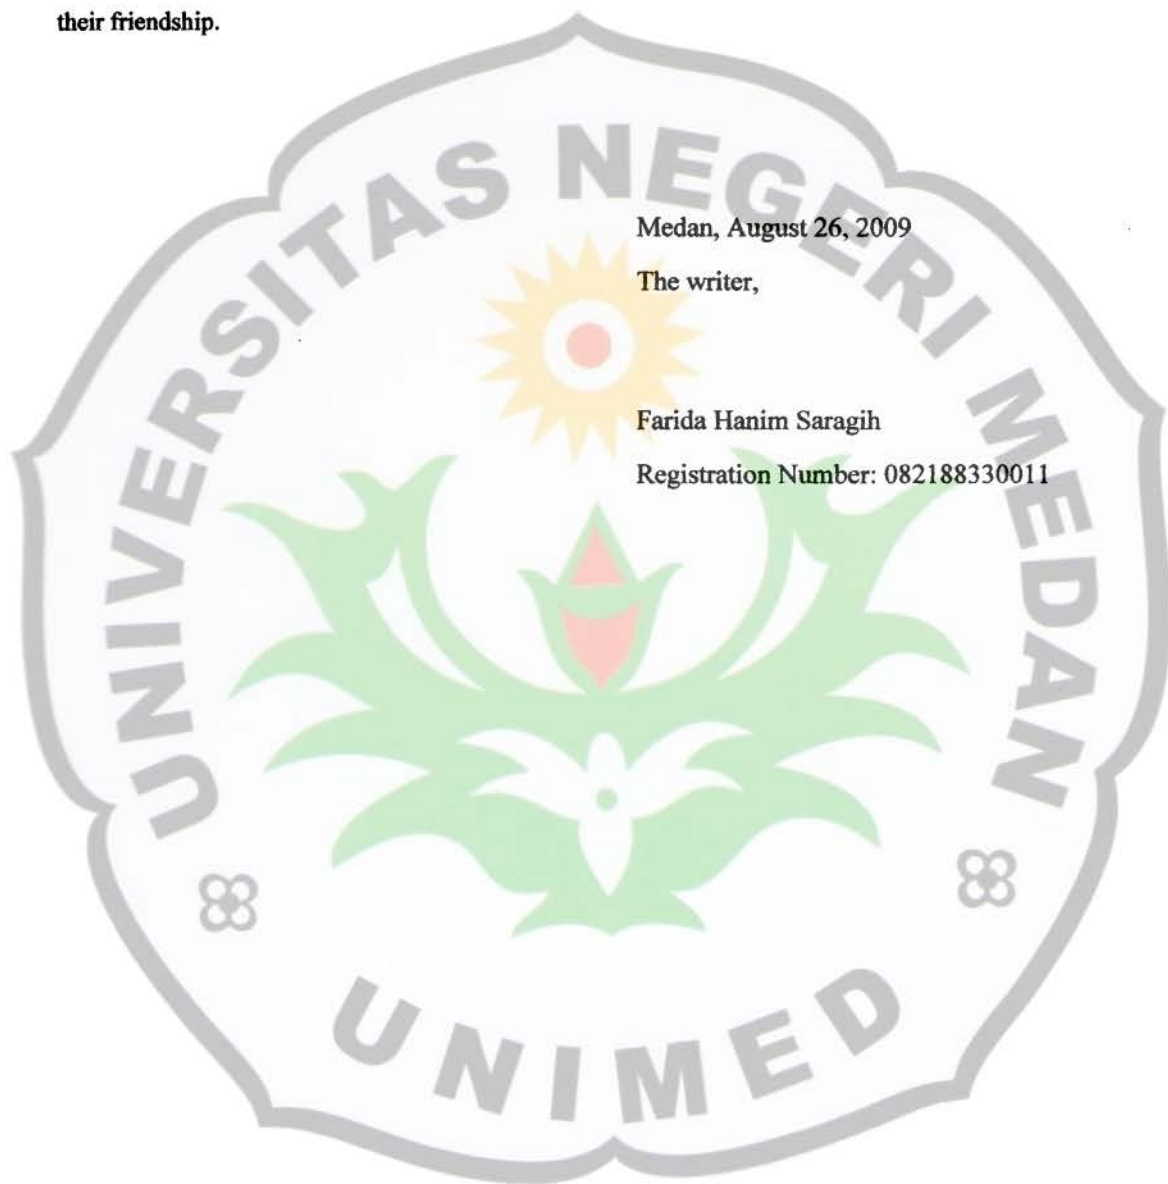 their friendship.
UNIVERSITAS NEGERI MEDAN
Medan, August 26, 2009
The writer,
Farida Hanim Saragih
Registration Number: 082188330011
UNIMED